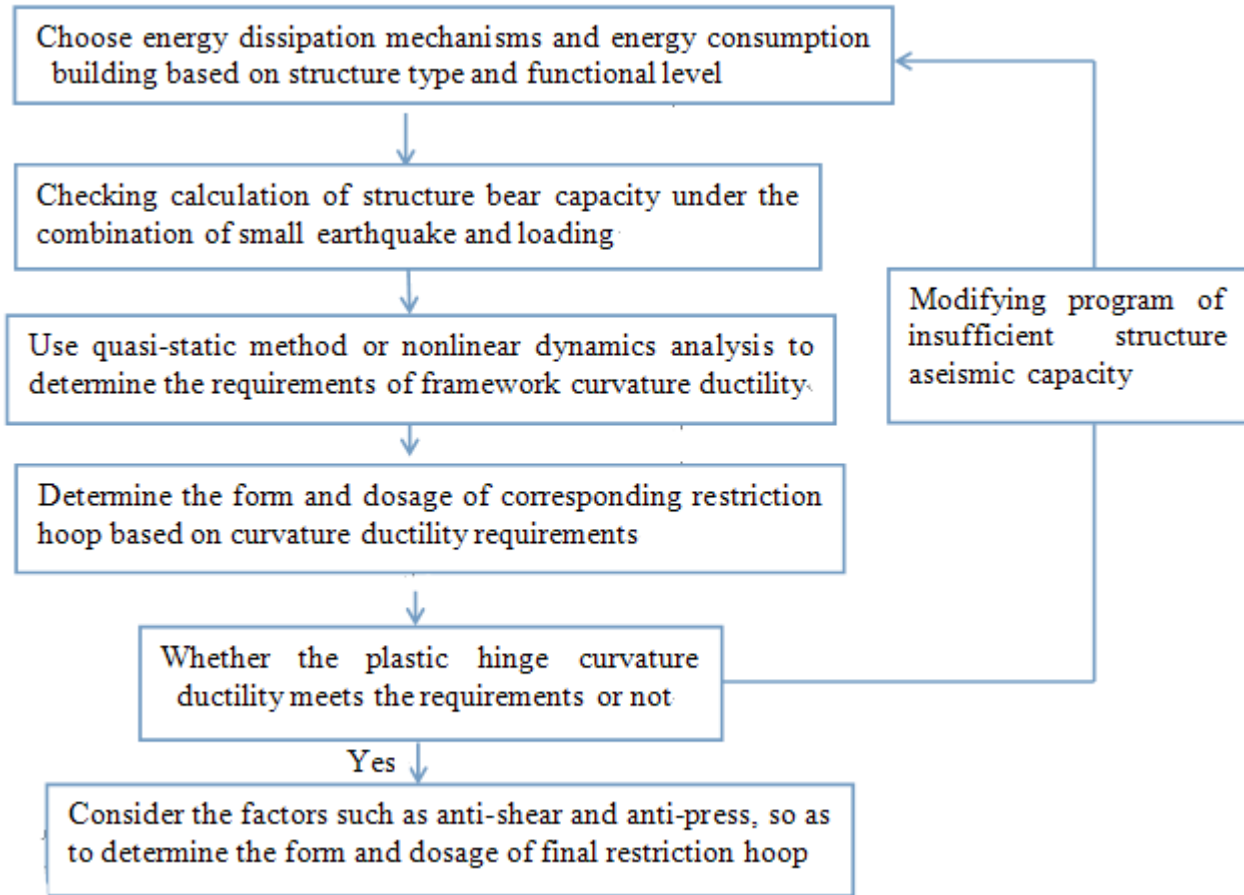 Choose energy dissipation mechanisms and energy consumption
building based on structure type and functional level
Checking calculation of structure bear capacity under the
combination of small earthquake and loading
Modifying program of
insufficient structure
aseismic capacity
Use quasi-static method or nonlinear dynamics analysis to
determine the requirements of framework curvature ductility
Determine the form and dosage of corresponding restriction
hoop based on curvature ductility requirements
Whether the plastic hinge curvature
ductility meets the requirements or not
Yes
Consider the factors such as anti-shear and anti-press, so as
to determine the form and dosage of final restriction hoop